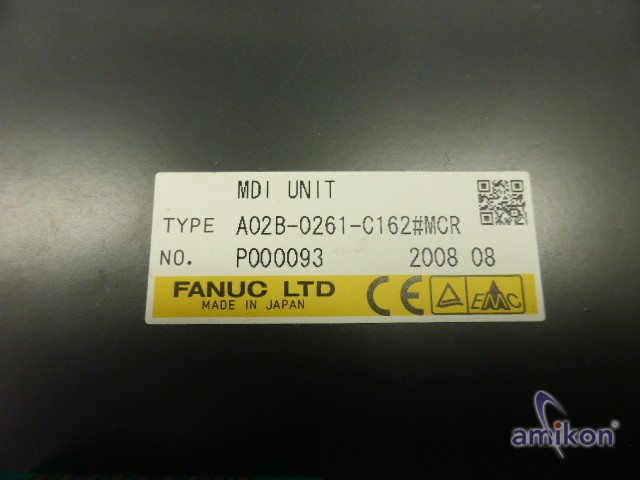 MDI UNIT
TYPE A02B-0261-C162#MCR
NO. P000093 2008 08
FANUC LTD
MADE IN JAPAN
CE
EMC
amikon